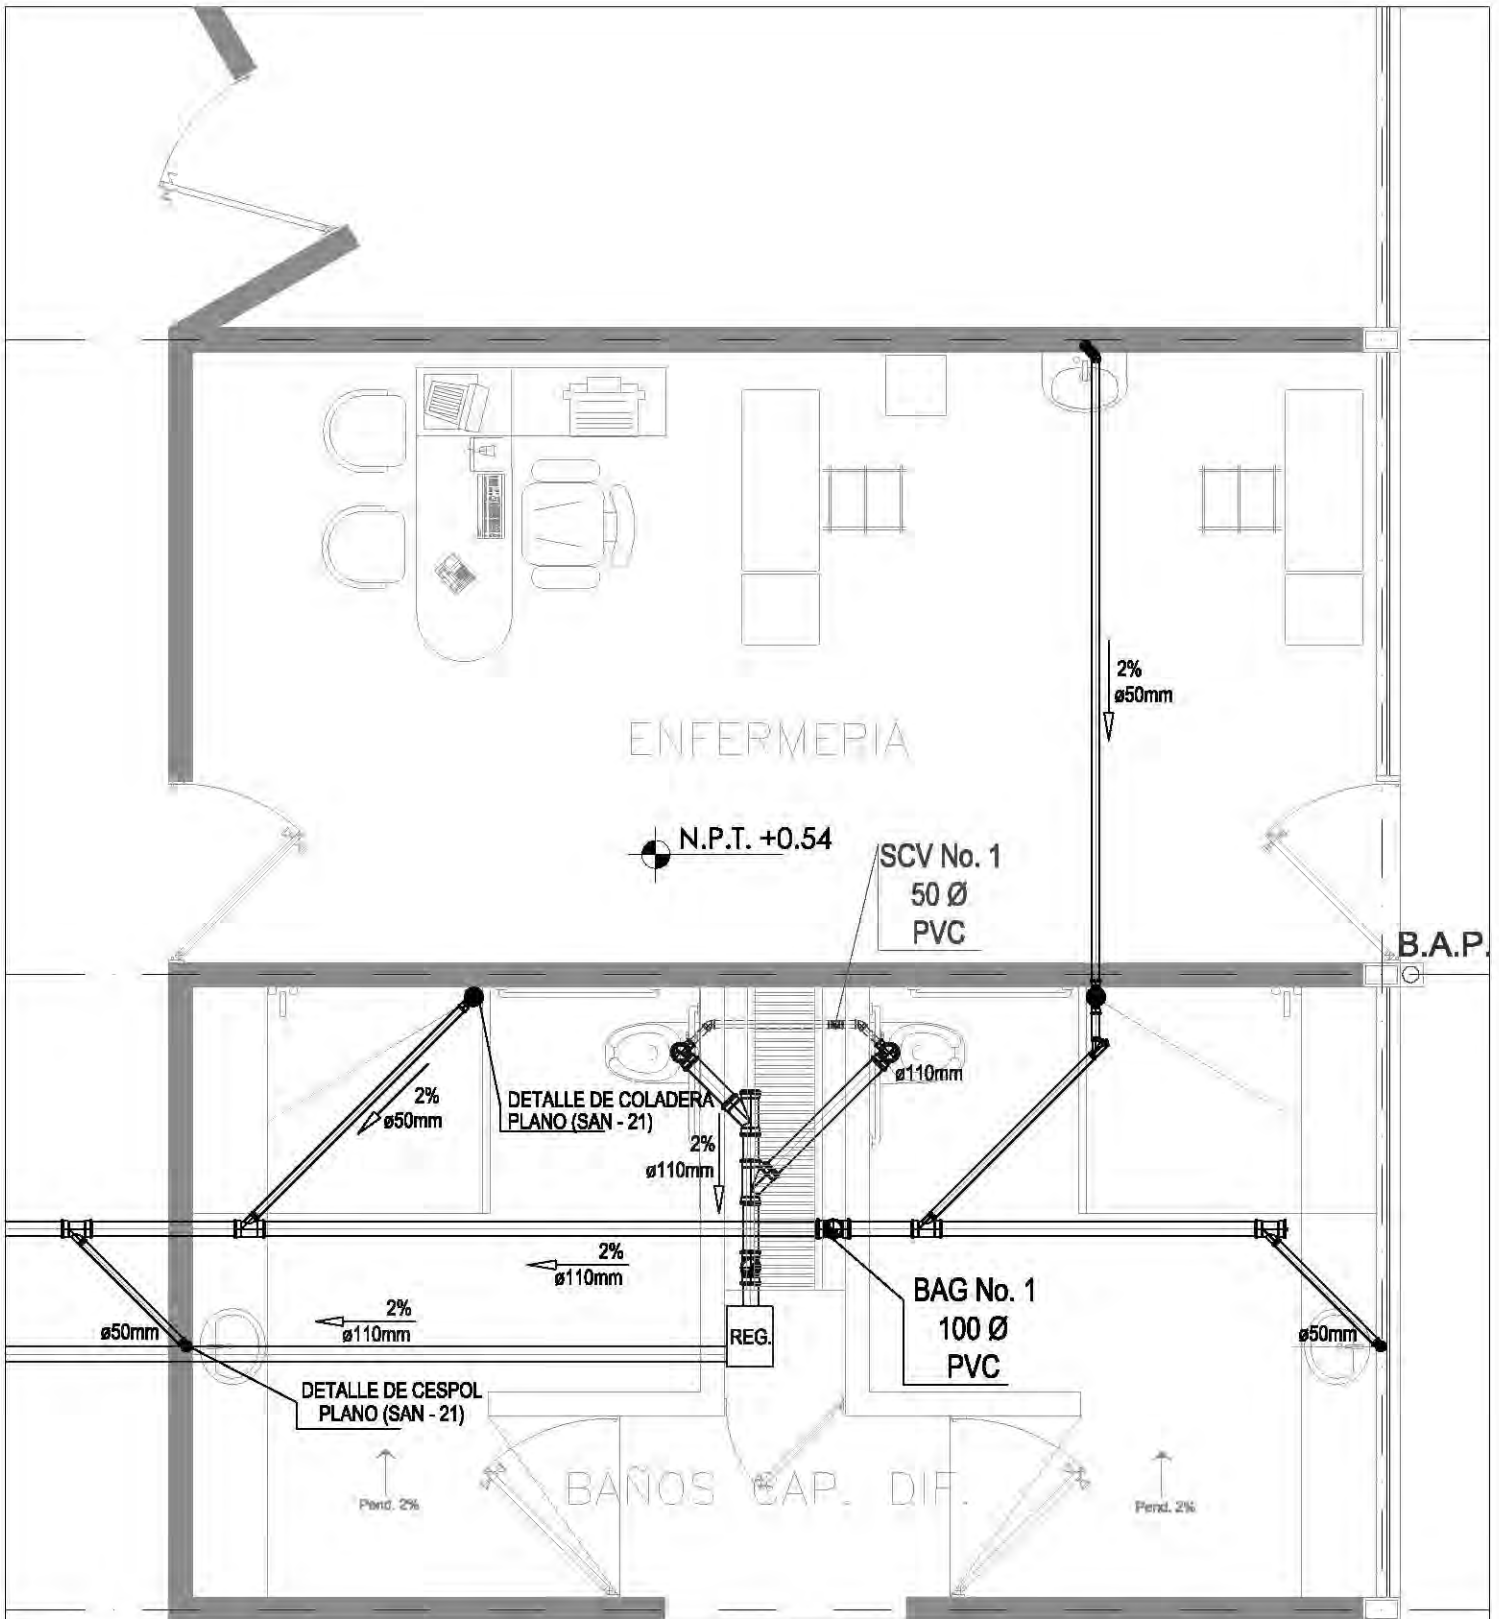 2%
ø50mm
ENFERMERIA
N.P.T. +0.54
SCV No. 1
50 Ø
PVC
B.A.P.
ø110mm
2%
ø50mm
DETALLE DE COLADERA
PLANO (SAN - 21)
2%
ø110mm
2%
ø110mm
2%
ø110mm
BAG No. 1
100 Ø
PVC
ø50mm
REG.
ø50mm
DETALLE DE CESPOL
PLANO (SAN - 21)
BAÑOS CAP. DIF.
Pend. 2%
Pend. 2%